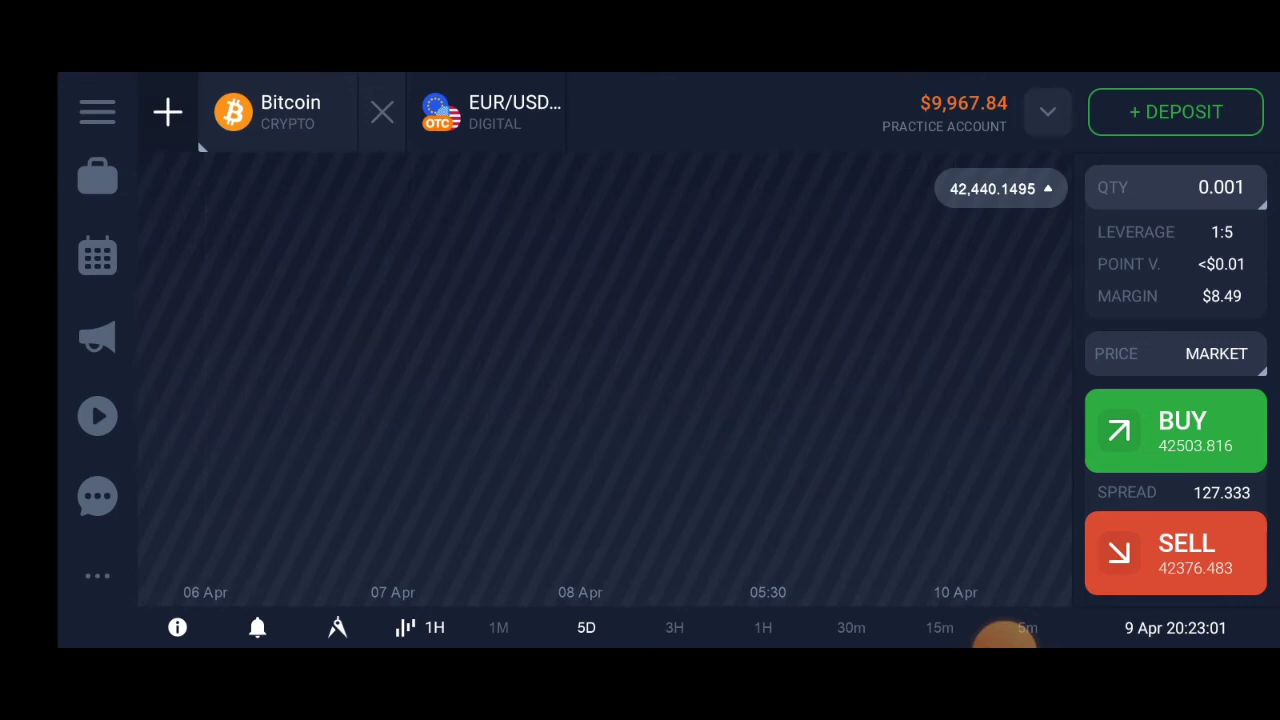 Bitcoin
CRYPTO
EUR/USD...
OTC
DIGITAL
$9,967.84
PRACTICE ACCOUNT
+ DEPOSIT
42,440.1495
QTY 0.001
LEVERAGE 1:5
POINT V. <$0.01
MARGIN $8.49
PRICE MARKET
BUY
42503.816
SPREAD 127.333
SELL
42376.483
06 Apr 07 Apr 08 Apr 05:30 10 Apr
1H 1M 5D 3H 1H 30m 15m 5m 9 Apr 20:23:01